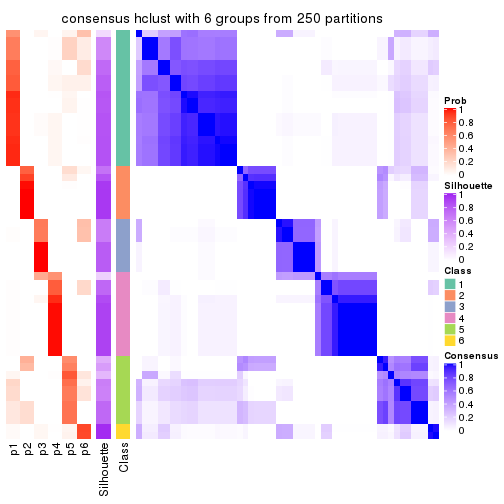 consensus hclust with 6 groups from 250 partitions
Prob
1
0.8
0.6
0.4
0.2
0
Silhouette
1
0.8
0.6
0.4
0.2
0
Class
1
2
3
4
5
6
Consensus
1
0.8
0.6
0.4
0.2
0
p1
p2
p3
p4
p5
p6
Silhouette
Class